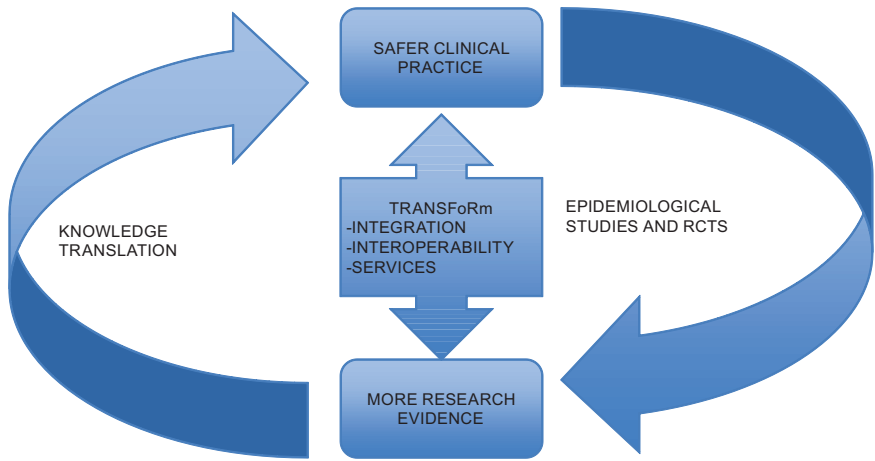 SAFER CLINICAL
PRACTICE
KNOWLEDGE
TRANSLATION
TRANSFoRm
-INTEGRATION
-INTEROPERABILITY
-SERVICES
EPIDEMIOLOGICAL
STUDIES AND RCTS
MORE RESEARCH
EVIDENCE